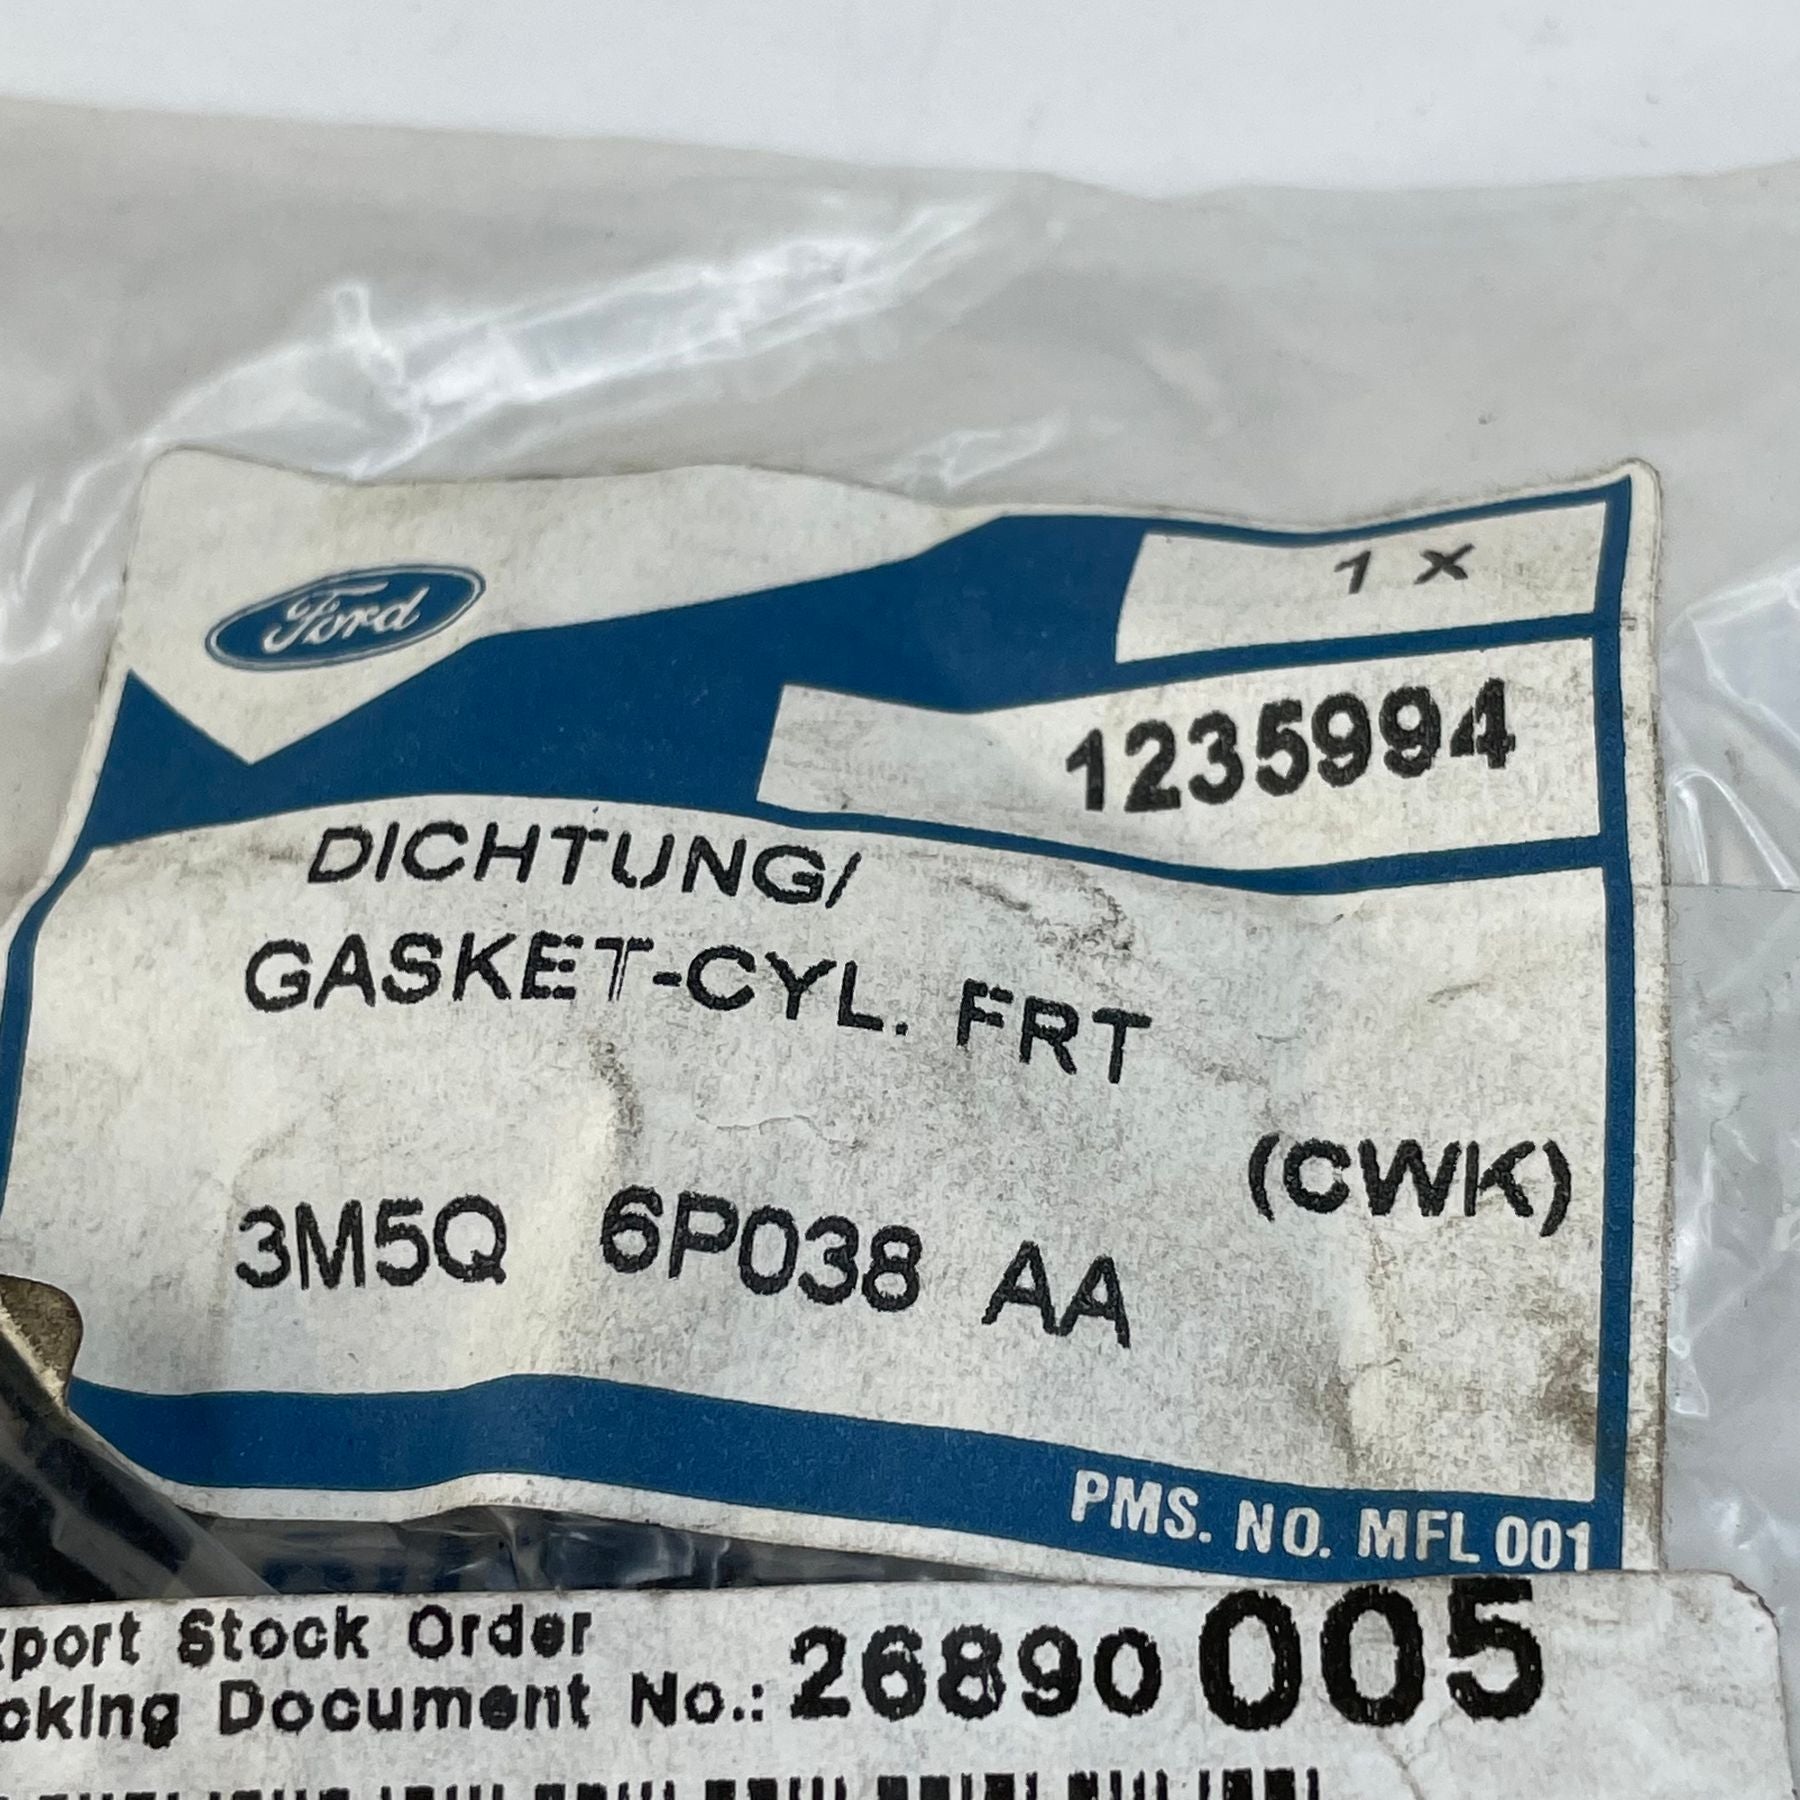 Ford
1 x
1235994
DICHTUNG/
GASKET-CYL. FRT
(CWK)
3M5Q 6P038 AA
PMS. NO. MFL 001
port Stock Order
cking Document No.: 26890 005